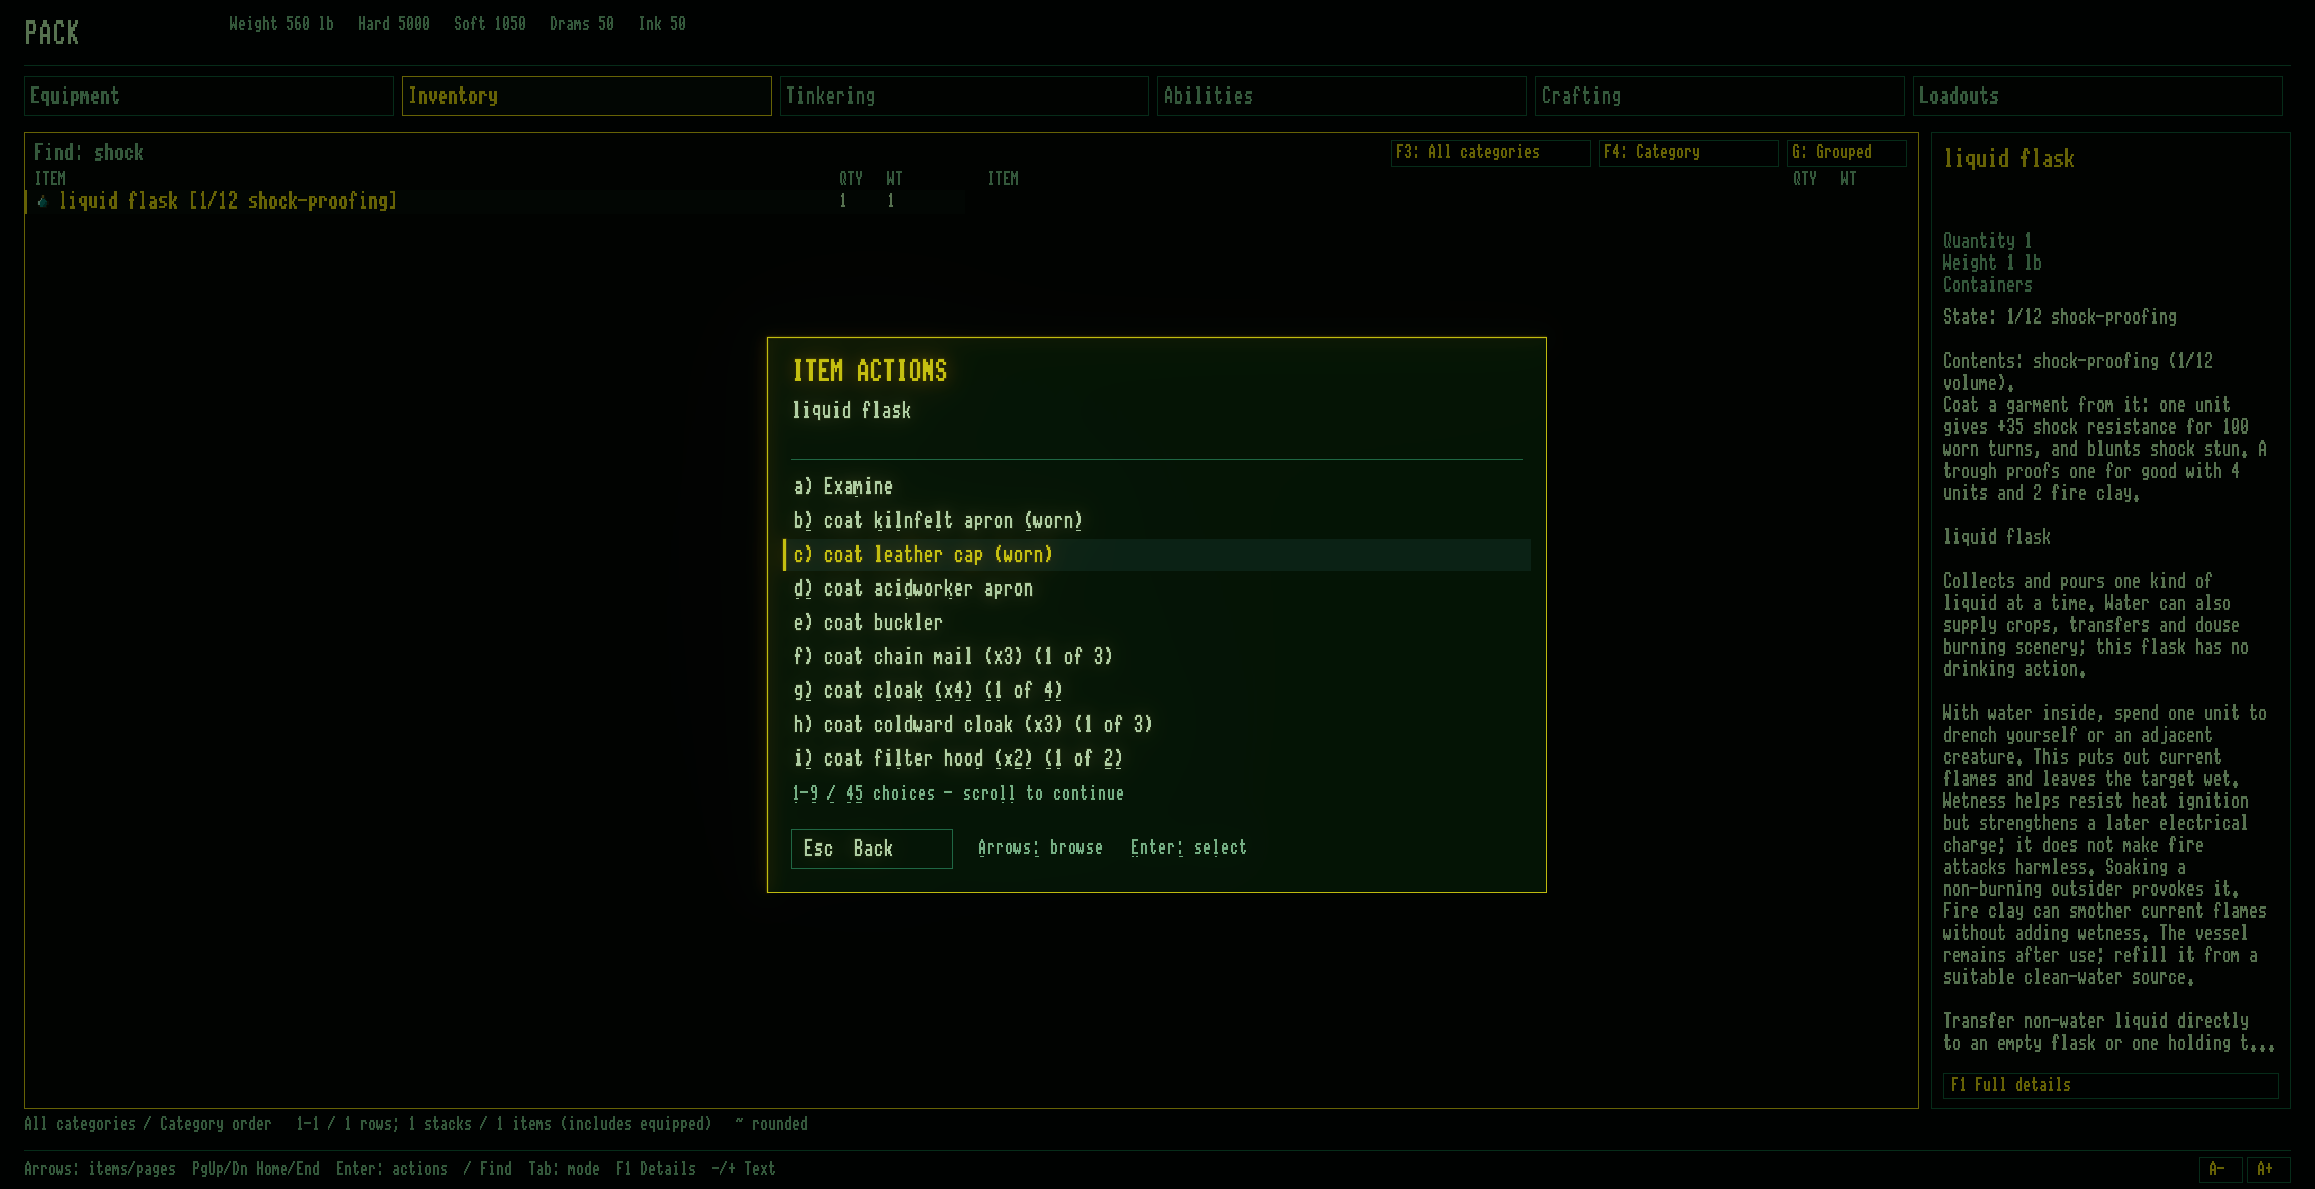 PACK
Weight 560 lb Hard 5000 Soft 1050 Drams 50 Ink 50
Equipment
Inventory
Tinkering
Abilities
Crafting
Loadouts
Find: shock
F3: All categories
F4: Category
G: Grouped
ITEM QTY WT ITEM QTY WT
liquid flask [1/12 shock-proofing] 1 1
ITEM ACTIONS
liquid flask
a) Examine
b) coat kilnfelt apron (worn)
c) coat leather cap (worn)
d) coat acidworker apron
e) coat buckler
f) coat chain mail (x3) (1 of 3)
g) coat cloak (x4) (1 of 4)
h) coat coldward cloak (x3) (1 of 3)
i) coat filter hood (x2) (1 of 2)
1-9 / 45 choices - scroll to continue
Esc Back Arrows: browse Enter: select
liquid flask
Quantity 1
Weight 1 lb
Containers
State: 1/12 shock-proofing
Contents: shock-proofing (1/12
volume).
Coat a garment from it: one unit
gives +35 shock resistance for 100
worn turns, and blunts shock stun. A
trough proofs one for good with 4
units and 2 fire clay.
liquid flask
Collects and pours one kind of
liquid at a time. Water can also
supply crops, transfers and douse
burning scenery; this flask has no
drinking action.
With water inside, spend one unit to
drench yourself or an adjacent
creature. This puts out current
flames and leaves the target wet.
Wetness helps resist heat ignition
but strengthens a later electrical
charge; it does not make fire
attacks harmless. Soaking a
non-burning outsider provokes it.
Fire clay can smother current flames
without adding wetness. The vessel
remains after use; refill it from a
suitable clean-water source.
Transfer non-water liquid directly
to an empty flask or one holding t...
F1 Full details
All categories / Category order 1-1 / 1 rows; 1 stacks / 1 items (includes equipped) ~ rounded
Arrows: items/pages PgUp/Dn Home/End Enter: actions / Find Tab: mode F1 Details -/+ Text
A- A+